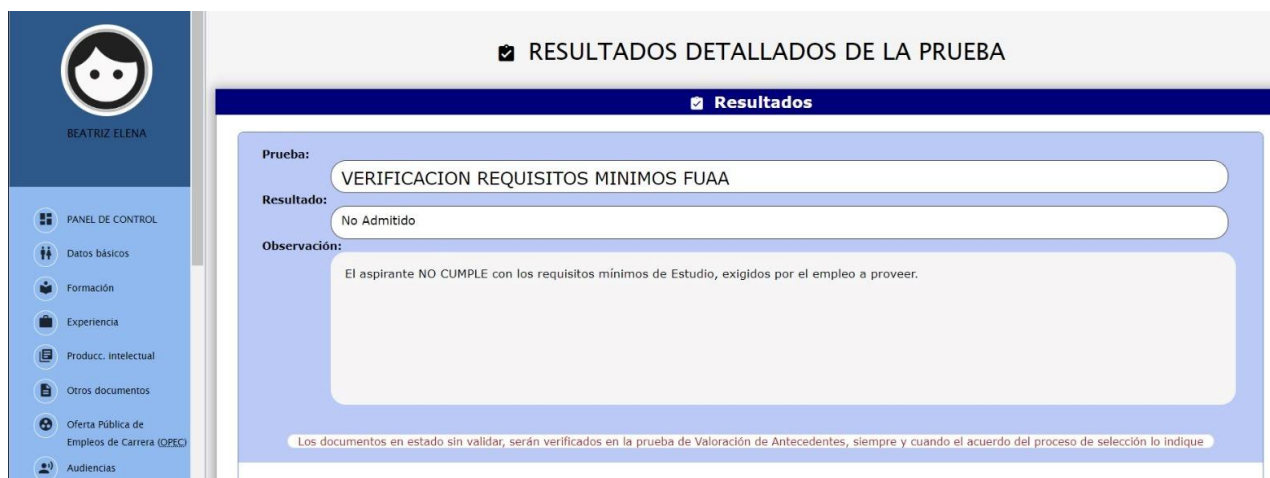 BEATRIZ ELENA
PANEL DE CONTROL
Datos básicos
Formación
Experiencia
Producc. intelectual
Otros documentos
Oferta Pública de
Empleos de Carrera (OPEC)
Audiencias
RESULTADOS DETALLADOS DE LA PRUEBA
Resultados
Prueba:
VERIFICACION REQUISITOS MINIMOS FUAA
Resultado:
No Admitido
Observación:
El aspirante NO CUMPLE con los requisitos mínimos de Estudio, exigidos por el empleo a proveer.
Los documentos en estado sin validar, serán verificados en la prueba de Valoración de Antecedentes, siempre y cuando el acuerdo del proceso de selección lo indique